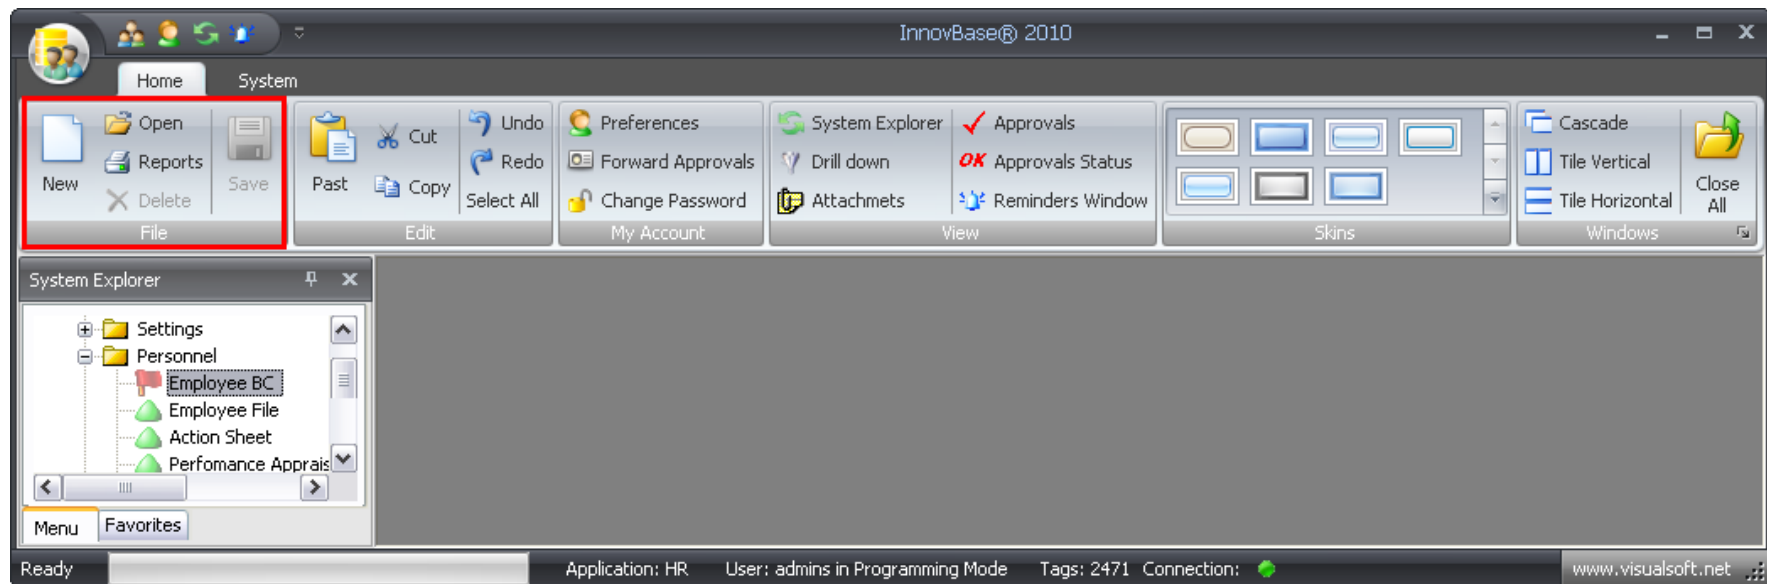 InnovBase® 2010
Home System
New Open Reports Delete Save
File
Past Cut Copy Undo Redo Select All
Edit
Preferences
Forward Approvals
Change Password
My Account
System Explorer Approvals
Drill down OK Approvals Status
Attachmets Reminders Window
View
Skins
Cascade
Tile Vertical
Tile Horizontal
Close All
Windows
System Explorer
Settings
Personnel
Employee BC
Employee File
Action Sheet
Perfomance Apprais
Menu Favorites
Ready Application: HR User: admins in Programming Mode Tags: 2471 Connection: www.visualsoft.net